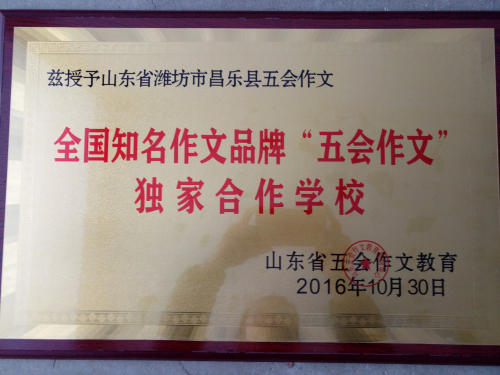 兹授予山东省潍坊市昌乐县五会作文
全国知名作文品牌“五会作文”
独家合作学校
山东省五会作文教育
2016年10月30日